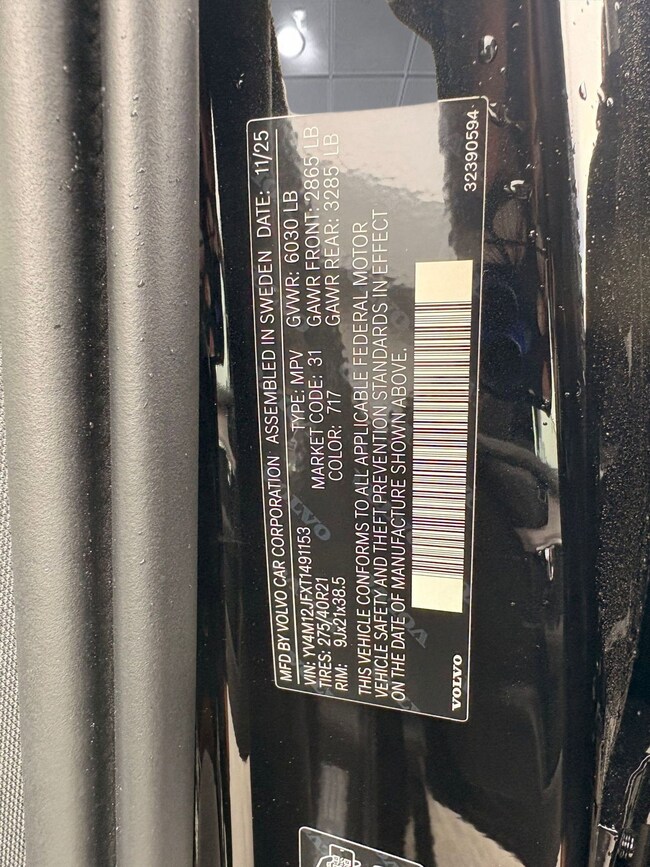 MFD BY VOLVO CAR CORPORATION ASSEMBLED IN SWEDEN DATE: 11/25
VIN: YV4M12JFXT1491153 TYPE: MPV GVWR: 6030 LB
TIRES: 275/40R21 MARKET CODE: 31 GAWR FRONT: 2865 LB
RIM: 9Jx21x38.5 COLOR: 717 GAWR REAR: 3285 LB
THIS VEHICLE CONFORMS TO ALL APPLICABLE FEDERAL MOTOR
VEHICLE SAFETY AND THEFT PREVENTION STANDARDS IN EFFECT
ON THE DATE OF MANUFACTURE SHOWN ABOVE.
VOLVO 32390594